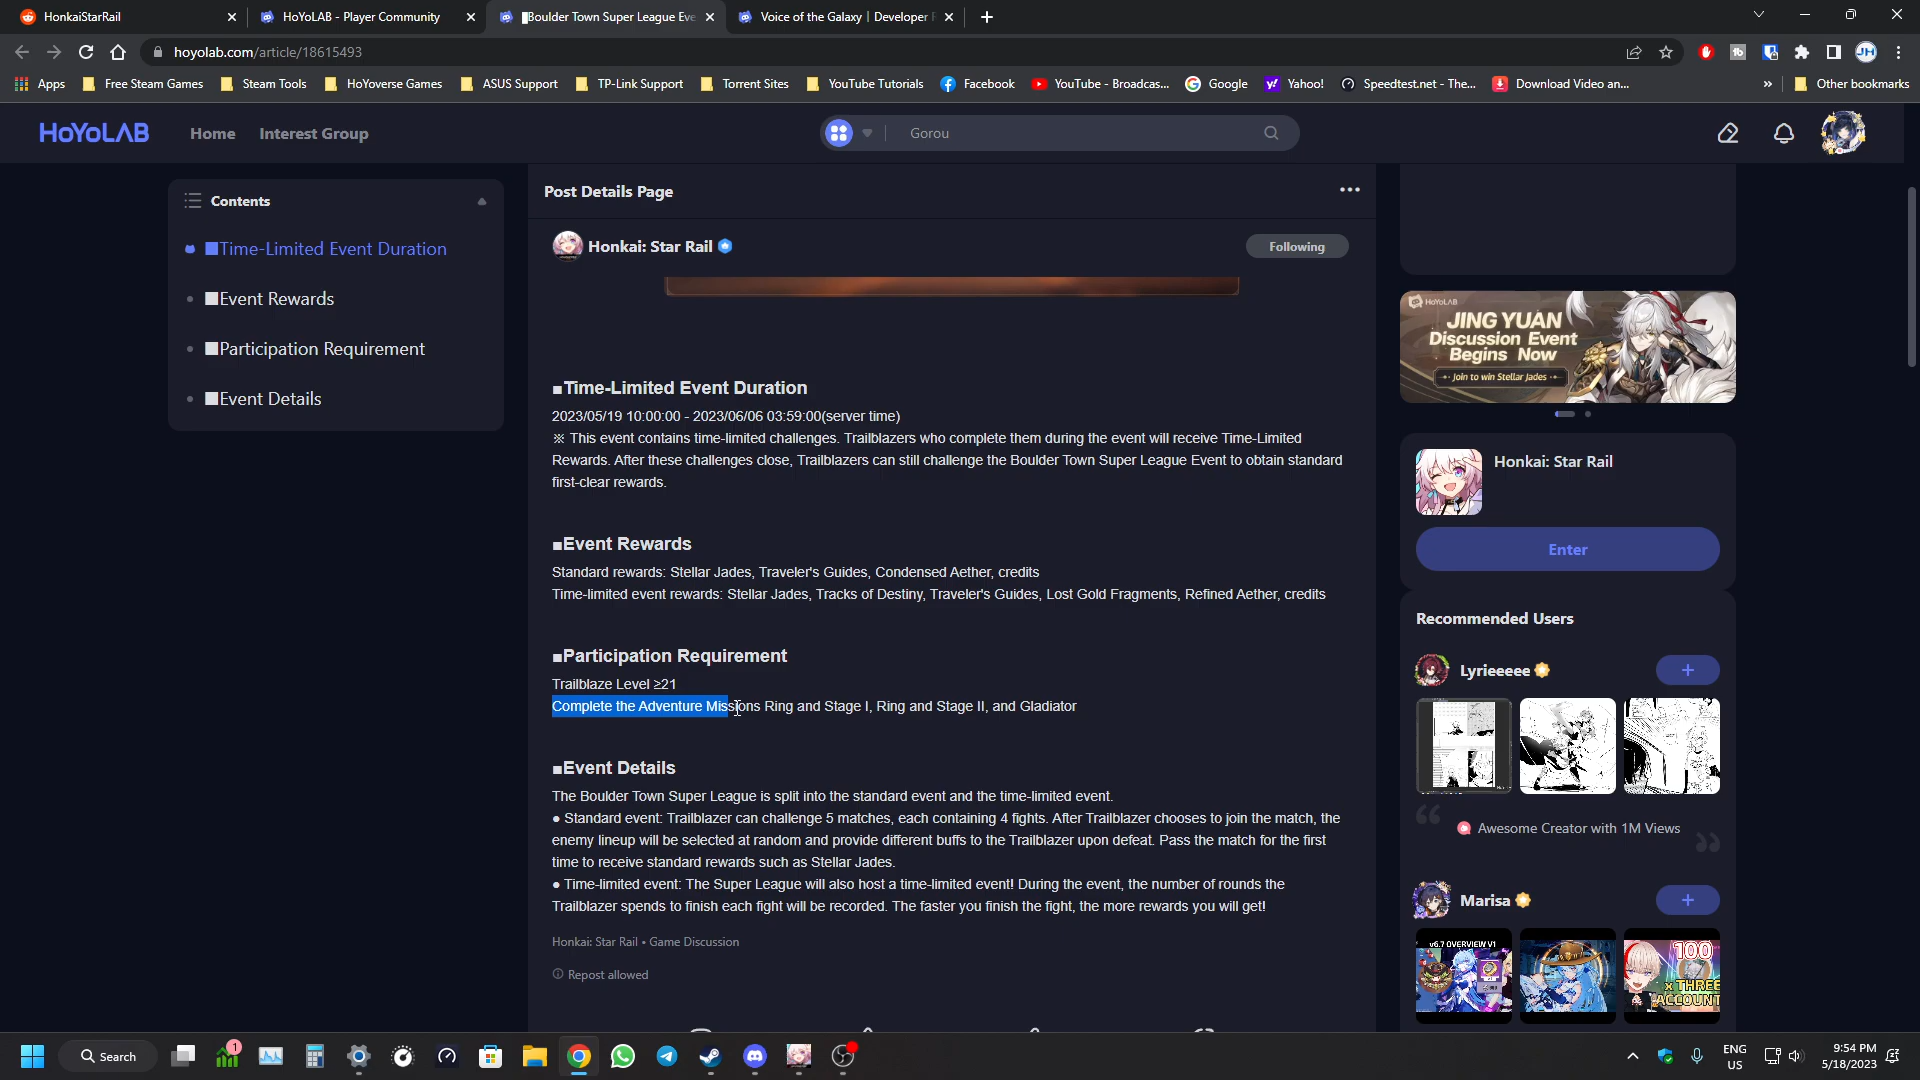 HonkaiStarRail
HoYoLAB - Player Community
Boulder Town Super League Eve
Voice of the Galaxy | Developer
hoyolab.com/article/18615493
JH
Apps
Free Steam Games
Steam Tools
HoYoverse Games
ASUS Support
TP-Link Support
Torrent Sites
YouTube Tutorials
Facebook
YouTube - Broadcas...
Google
Yahoo!
Speedtest.net - The...
Download Video an...
»
Other bookmarks
HoYoLAB
Home
Interest Group
Gorou
Contents
■Time-Limited Event Duration
■Event Rewards
■Participation Requirement
■Event Details
Post Details Page
Honkai: Star Rail
Following
■Time-Limited Event Duration
2023/05/19 10:00:00 - 2023/06/06 03:59:00(server time)
※ This event contains time-limited challenges. Trailblazers who complete them during the event will receive Time-Limited
Rewards. After these challenges close, Trailblazers can still challenge the Boulder Town Super League Event to obtain standard
first-clear rewards.
■Event Rewards
Standard rewards: Stellar Jades, Traveler's Guides, Condensed Aether, credits
Time-limited event rewards: Stellar Jades, Tracks of Destiny, Traveler's Guides, Lost Gold Fragments, Refined Aether, credits
■Participation Requirement
Trailblaze Level ≥21
Complete the Adventure Missions Ring and Stage I, Ring and Stage II, and Gladiator
■Event Details
The Boulder Town Super League is split into the standard event and the time-limited event.
● Standard event: Trailblazer can challenge 5 matches, each containing 4 fights. After Trailblazer chooses to join the match, the
enemy lineup will be selected at random and provide different buffs to the Trailblazer upon defeat. Pass the match for the first
time to receive standard rewards such as Stellar Jades.
● Time-limited event: The Super League will also host a time-limited event! During the event, the number of rounds the
Trailblazer spends to finish each fight will be recorded. The faster you finish the fight, the more rewards you will get!
Honkai: Star Rail • Game Discussion
Repost allowed
HoYoLAB
JING YUAN
Discussion Event
Begins Now
Join to win Stellar Jades
Honkai: Star Rail
Enter
Recommended Users
Lyrieeeee
+
Awesome Creator with 1M Views
Marisa
+
v6.7 OVERVIEW V1
100
x THREE
ACCOUNT
Search
1
ENG
US
9:54 PM
5/18/2023